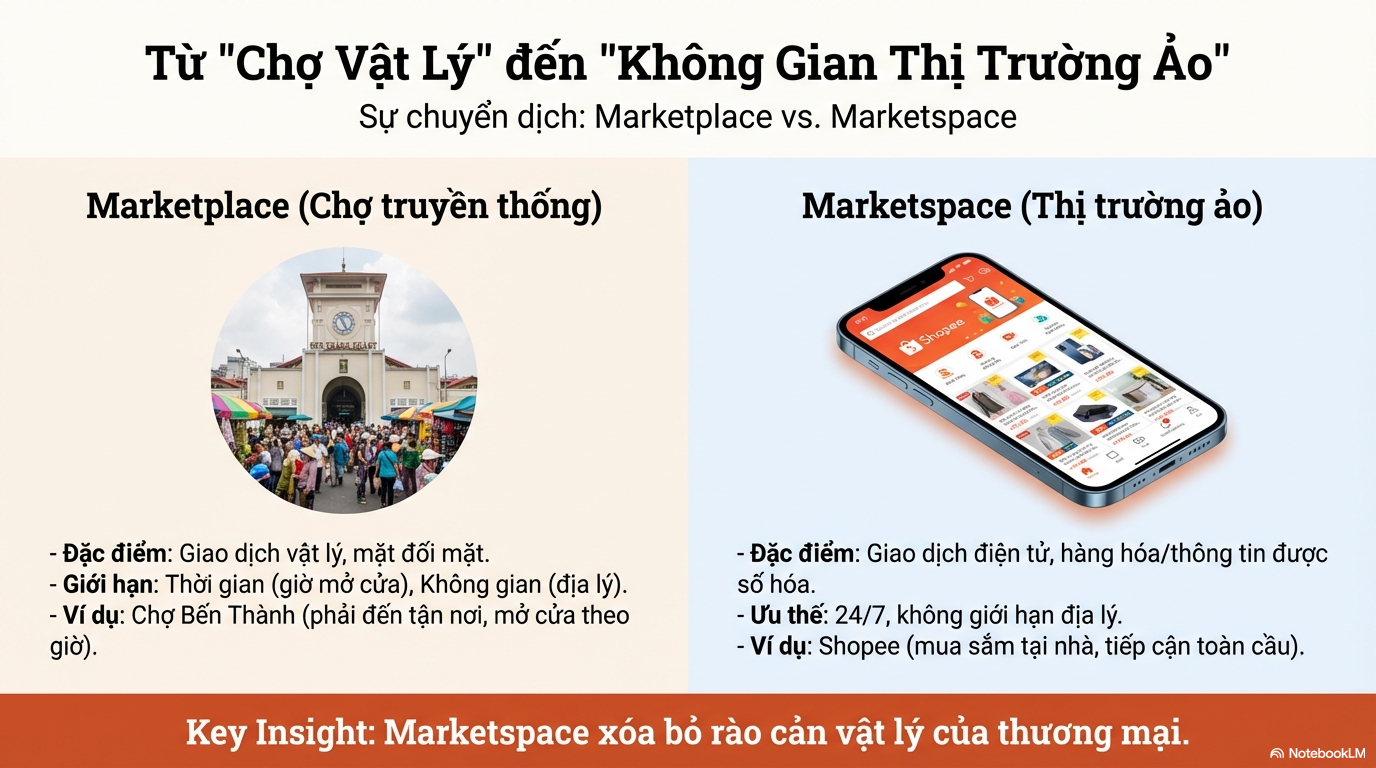 Từ "Chợ Vật Lý" đến "Không Gian Thị Trường Ảo"
Sự chuyển dịch: Marketplace vs. Marketspace
Marketplace (Chợ truyền thống)
- Đặc điểm: Giao dịch vật lý, mặt đối mặt.
- Giới hạn: Thời gian (giờ mở cửa), Không gian (địa lý).
- Ví dụ: Chợ Bến Thành (phải đến tận nơi, mở cửa theo
giờ).
Marketspace (Thị trường ảo)
Shopee
- Đặc điểm: Giao dịch điện tử, hàng hóa/thông tin được
số hóa.
- Ưu thế: 24/7, không giới hạn địa lý.
- Ví dụ: Shopee (mua sắm tại nhà, tiếp cận toàn cầu).
Key Insight: Marketspace xóa bỏ rào cản vật lý của thương mại.
NotebookLM